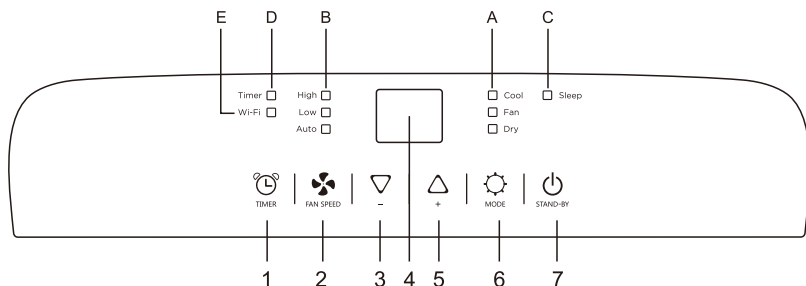 E D B A C
Timer High Cool Sleep
Wi-Fi Low Fan
Auto Dry
TIMER FAN SPEED − + MODE STAND-BY
1 2 3 4 5 6 7